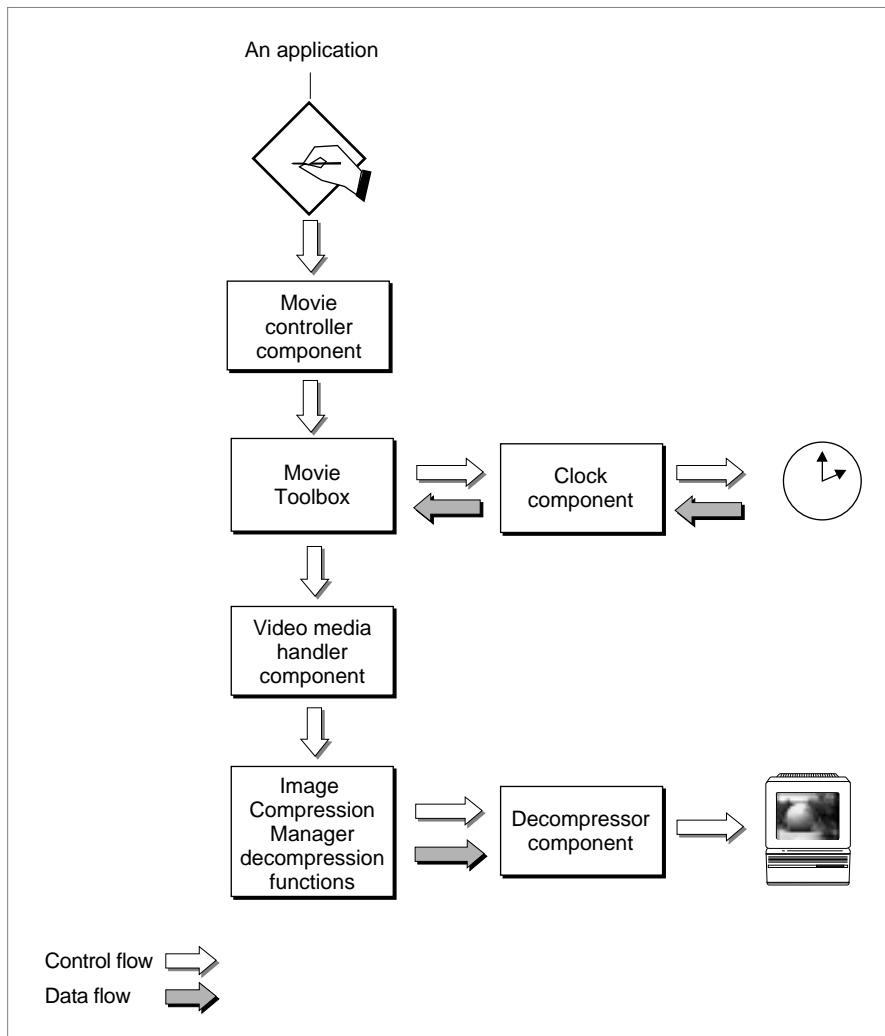 An application
Movie
controller
component
Movie
Toolbox
Clock
component
Video media
handler
component
Image
Compression
Manager
decompression
functions
Decompressor
component
Control flow
Data flow